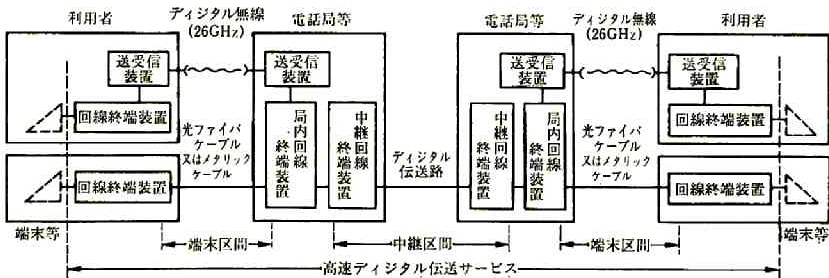 利用者
ディジタル無線
(26GHz)
電話局等
電話局等
ディジタル無線
(26GHz)
利用者
送受信
装置
送受信
装置
送受信
装置
送受信
装置
回線終端装置
回線終端装置
光ファイバ
ケーブル
又はメタリック
ケーブル
局内回線
終端装置
中継回線
終端装置
ディジタル
伝送路
中継回線
終端装置
局内回線
終端装置
光ファイバ
ケーブル
又はメタリック
ケーブル
回線終端装置
回線終端装置
端末等
端末区間
中継区間
端末区間
端末等
高速ディジタル伝送サービス